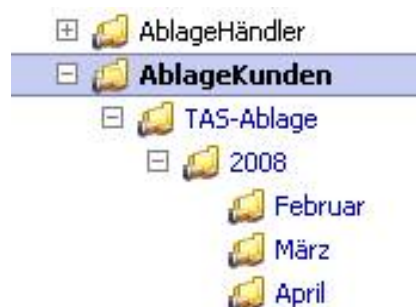 AblageHändler
AblageKunden
TAS-Ablage
2008
Februar
März
April